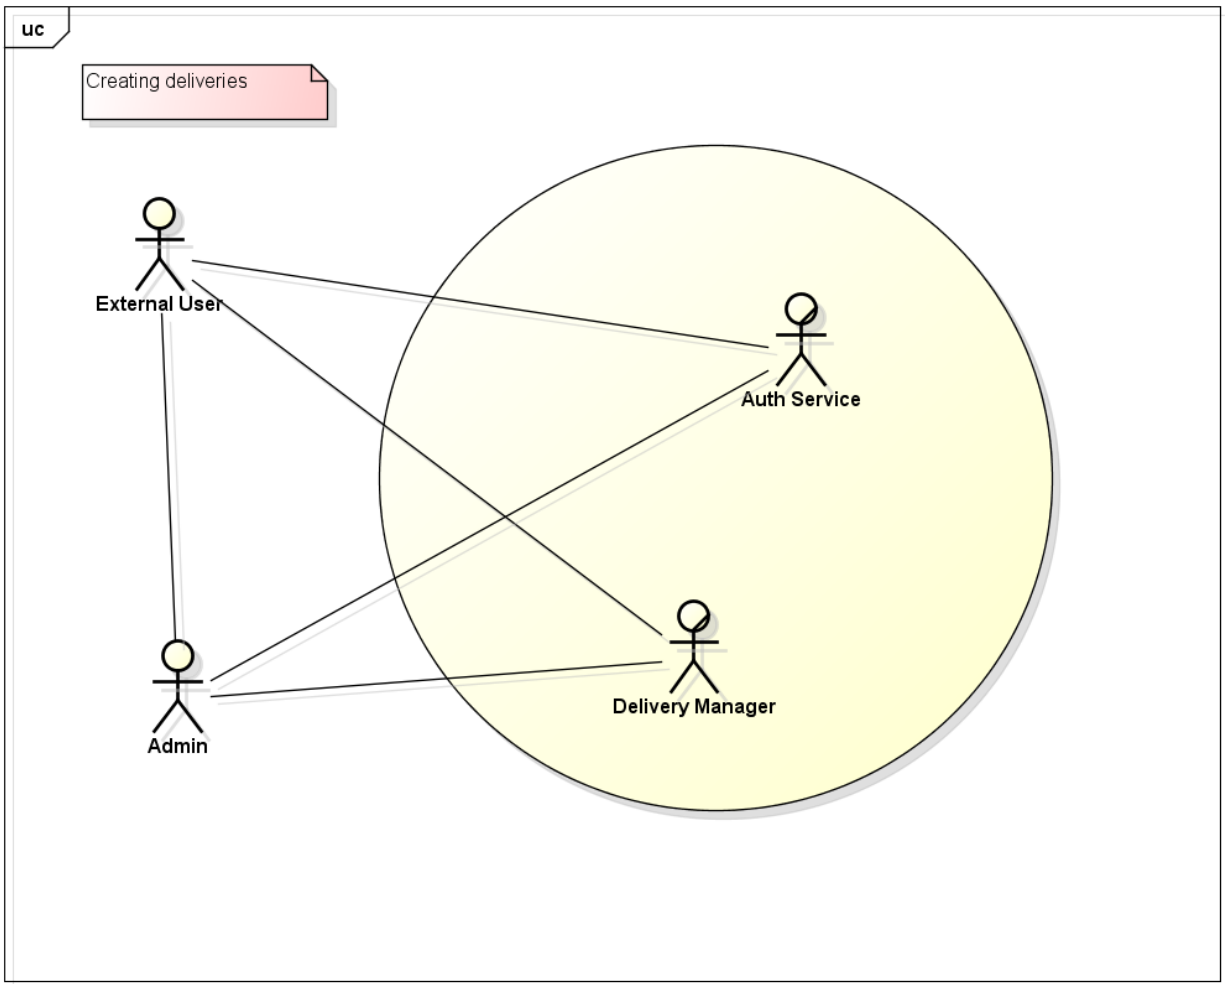 uc
Creating deliveries
External User
Auth Service
Delivery Manager
Admin